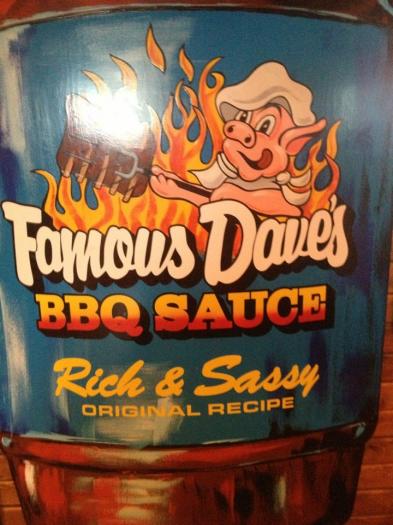 Famous Dave's
BBQ SAUCE
Rich & Sassy
ORIGINAL RECIPE